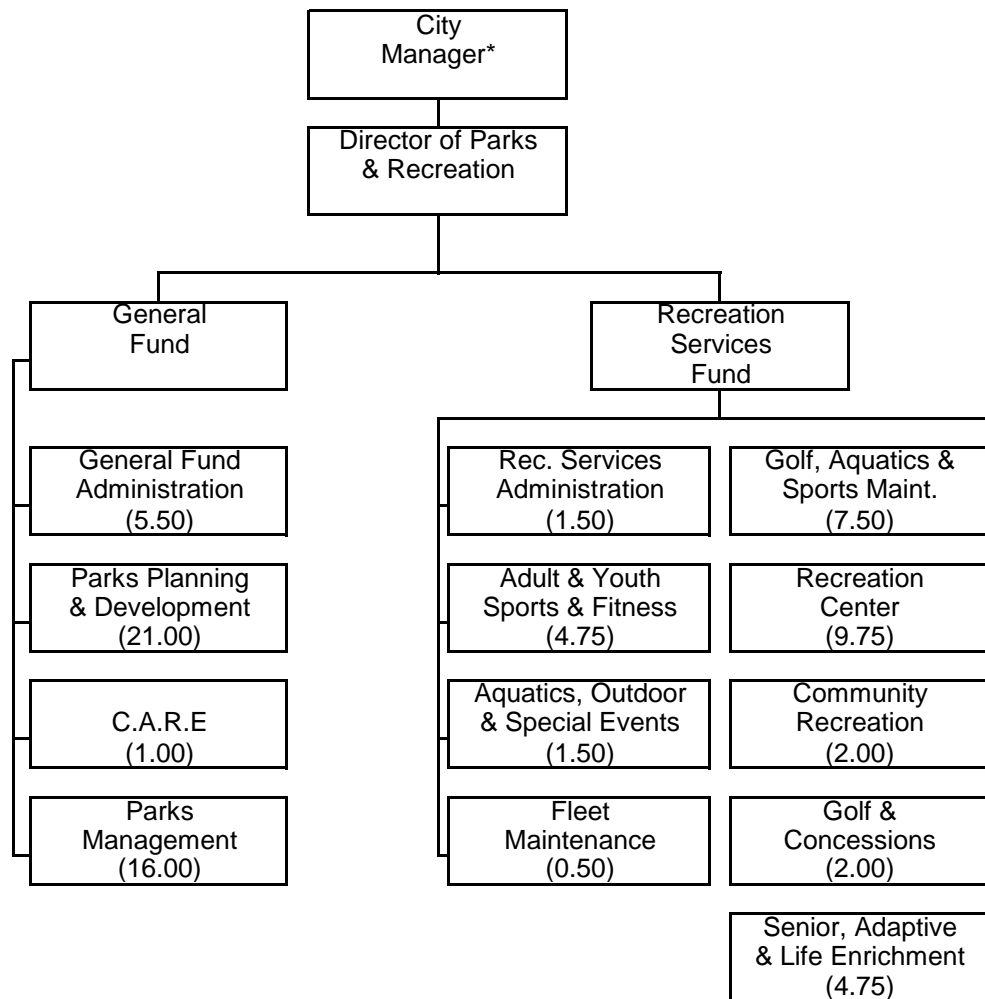 City
Manager*
Director of Parks
& Recreation
General
Fund
Recreation
Services
Fund
General Fund
Administration
(5.50)
Parks Planning
& Development
(21.00)
C.A.R.E
(1.00)
Parks
Management
(16.00)
Rec. Services
Administration
(1.50)
Adult & Youth
Sports & Fitness
(4.75)
Aquatics, Outdoor
& Special Events
(1.50)
Fleet
Maintenance
(0.50)
Golf, Aquatics &
Sports Maint.
(7.50)
Recreation
Center
(9.75)
Community
Recreation
(2.00)
Golf &
Concessions
(2.00)
Senior, Adaptive
& Life Enrichment
(4.75)